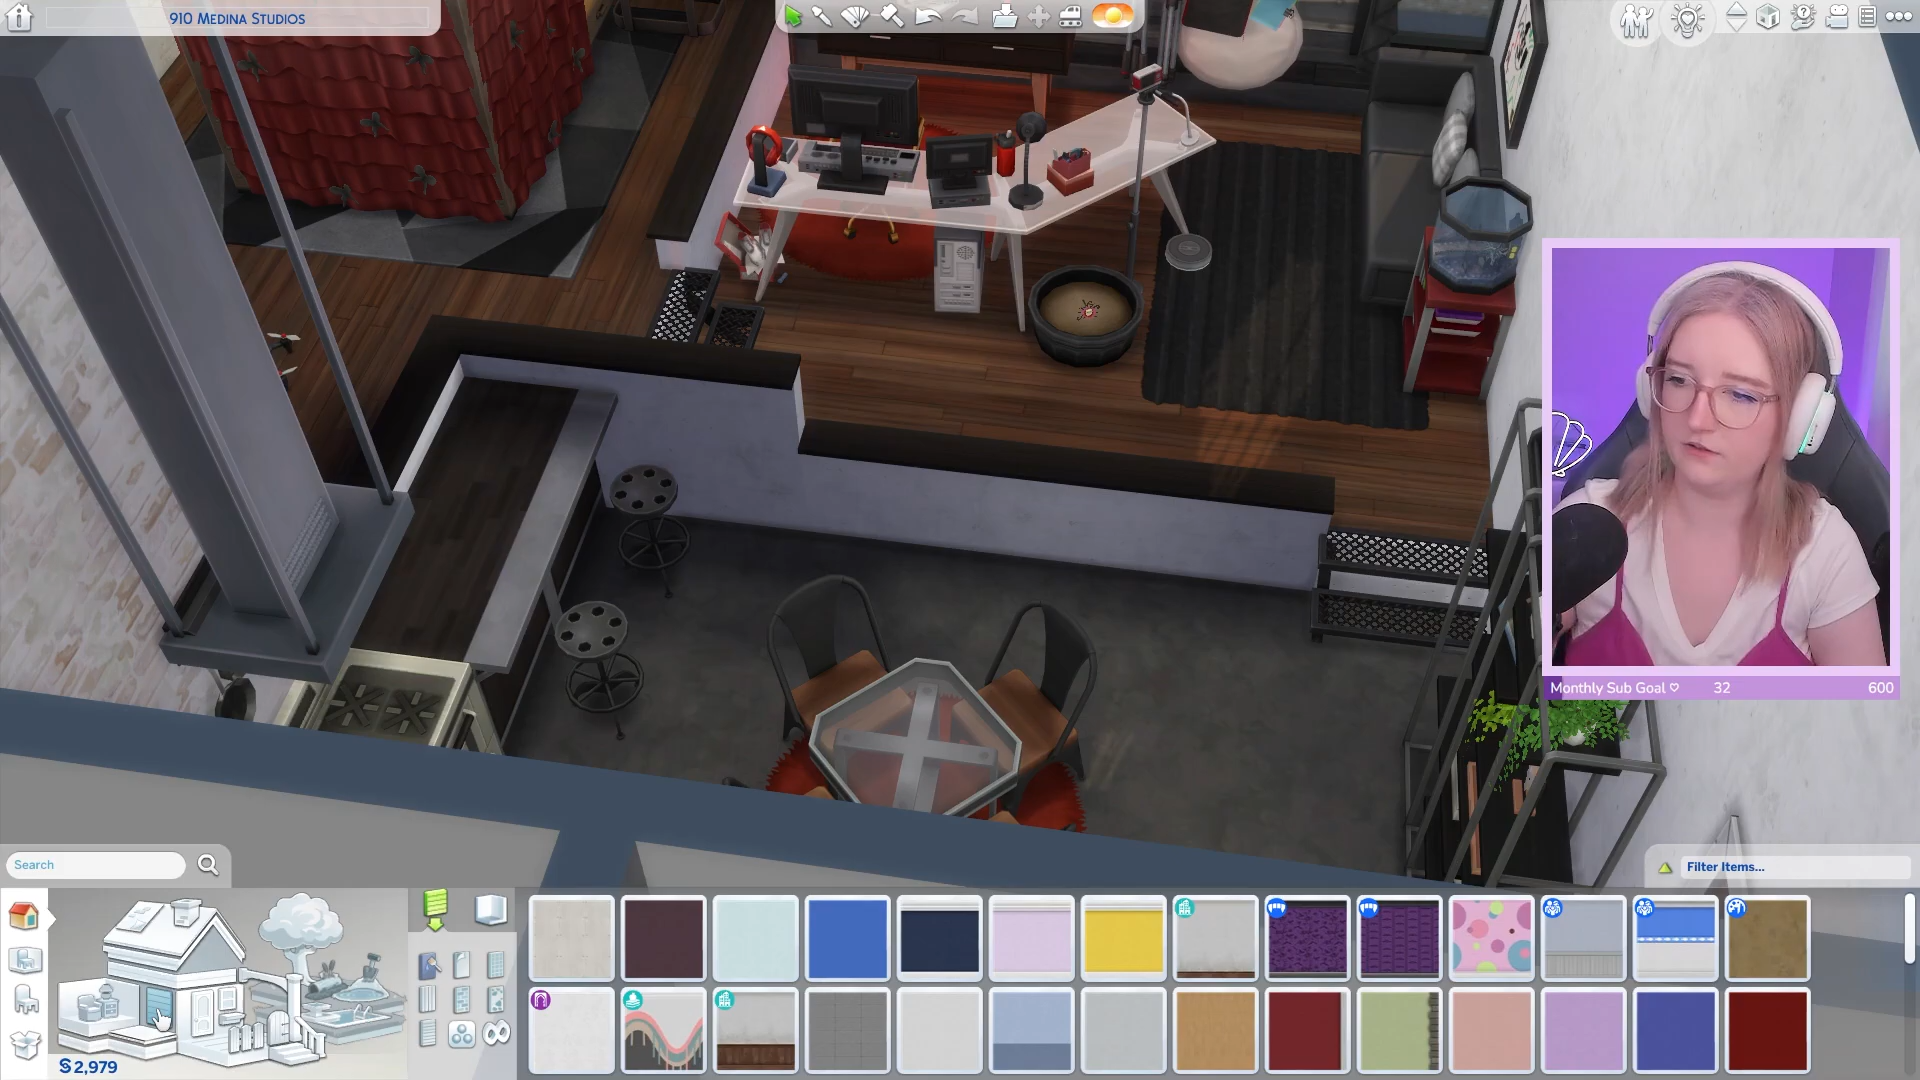 910 Medina Studios
Monthly Sub Goal ♡ 32 600
Search
Filter Items...
§2,979